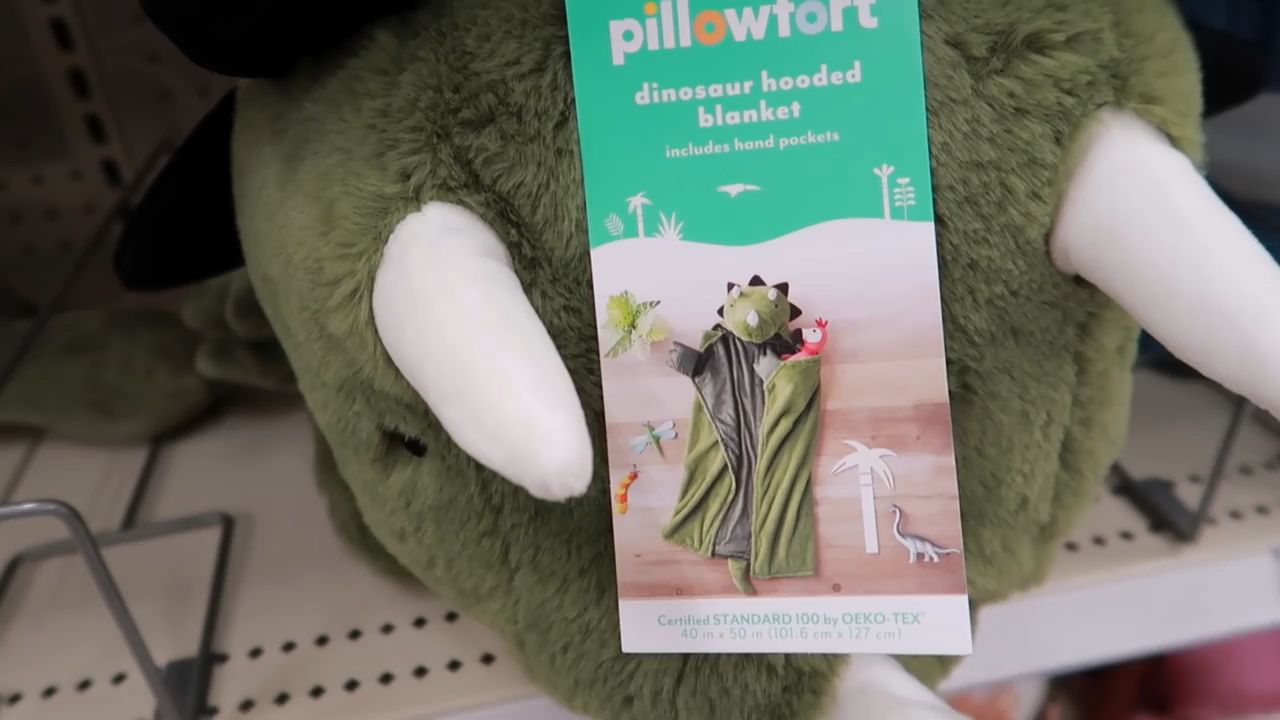 pillowfort
dinosaur hooded
blanket
includes hand pockets
Certified STANDARD 100 by OEKO-TEX™
40 in x 50 in (101.6 cm x 127 cm)